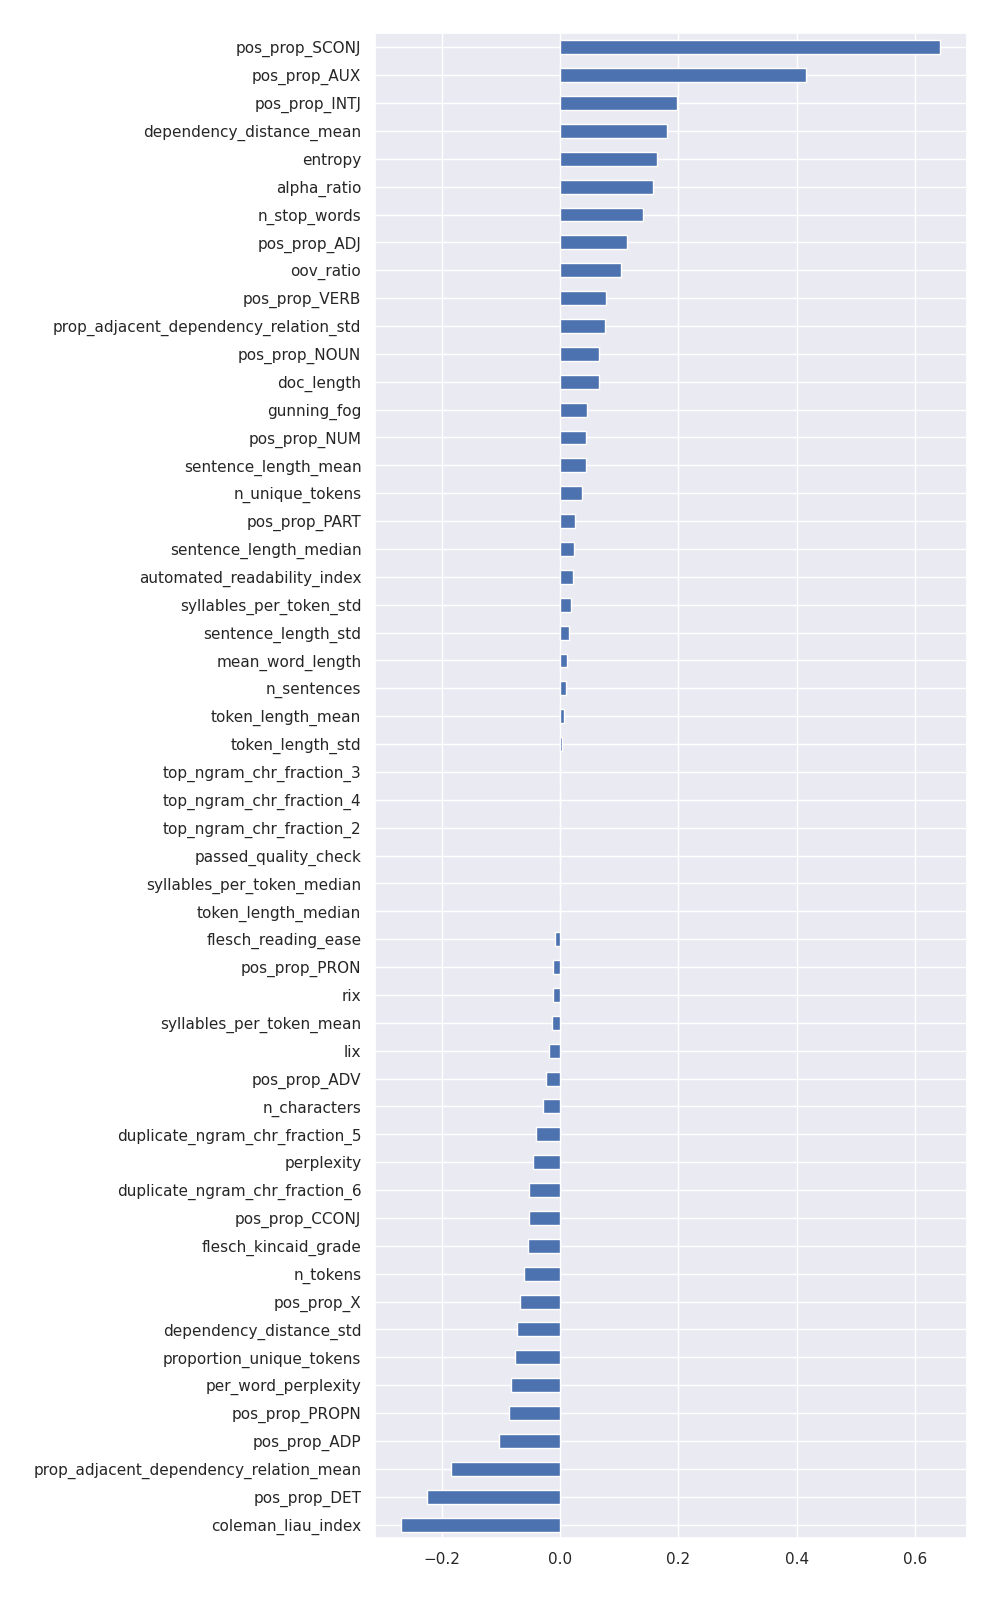 pos_prop_SCONJ
pos_prop_AUX
pos_prop_INTJ
dependency_distance_mean
entropy
alpha_ratio
n_stop_words
pos_prop_ADJ
oov_ratio
pos_prop_VERB
prop_adjacent_dependency_relation_std
pos_prop_NOUN
doc_length
gunning_fog
pos_prop_NUM
sentence_length_mean
n_unique_tokens
pos_prop_PART
sentence_length_median
automated_readability_index
syllables_per_token_std
sentence_length_std
mean_word_length
n_sentences
token_length_mean
token_length_std
top_ngram_chr_fraction_3
top_ngram_chr_fraction_4
top_ngram_chr_fraction_2
passed_quality_check
syllables_per_token_median
token_length_median
flesch_reading_ease
pos_prop_PRON
rix
syllables_per_token_mean
lix
pos_prop_ADV
n_characters
duplicate_ngram_chr_fraction_5
perplexity
duplicate_ngram_chr_fraction_6
pos_prop_CCONJ
flesch_kincaid_grade
n_tokens
pos_prop_X
dependency_distance_std
proportion_unique_tokens
per_word_perplexity
pos_prop_PROPN
pos_prop_ADP
prop_adjacent_dependency_relation_mean
pos_prop_DET
coleman_liau_index
−0.2 0.0 0.2 0.4 0.6